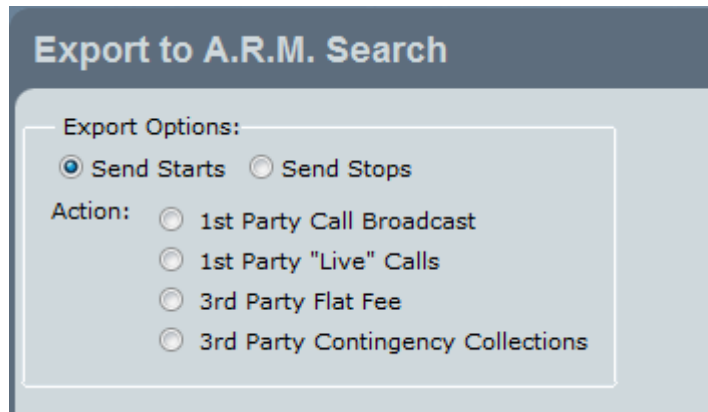 Export to A.R.M. Search
Export Options:
Send Starts Send Stops
Action:
1st Party Call Broadcast
1st Party "Live" Calls
3rd Party Flat Fee
3rd Party Contingency Collections